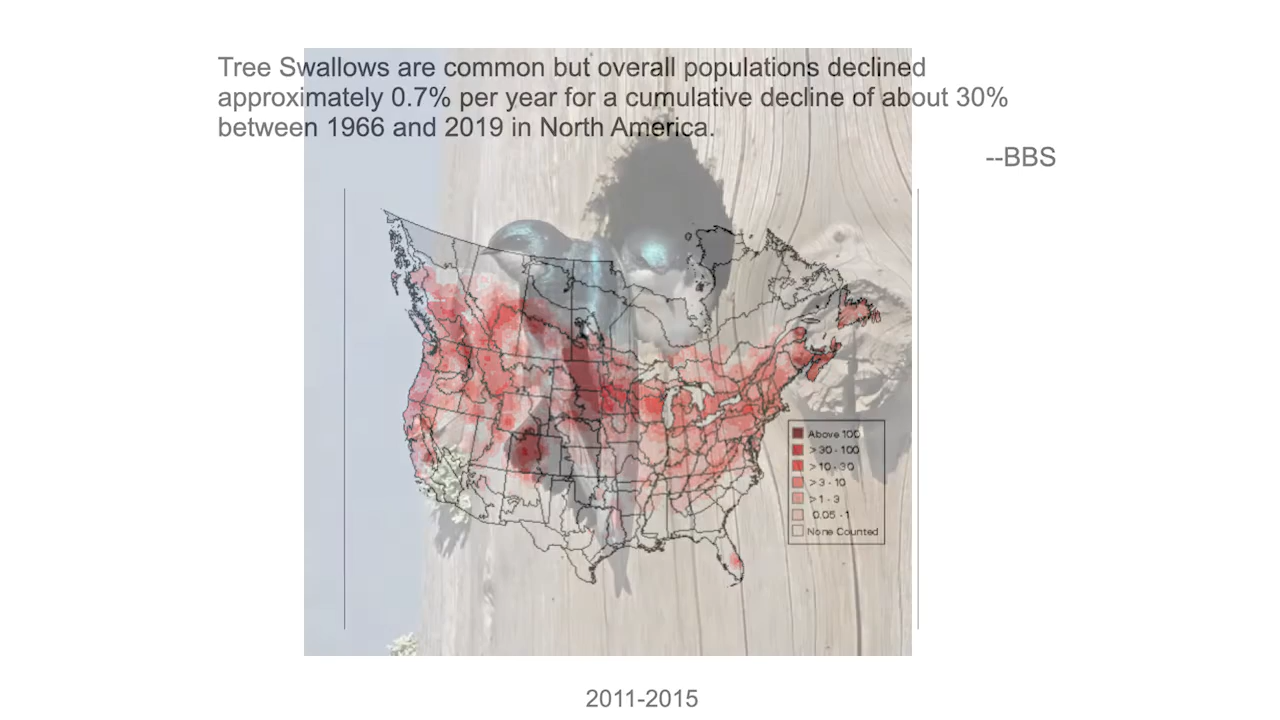 Tree Swallows are common but overall populations declined
approximately 0.7% per year for a cumulative decline of about 30%
between 1966 and 2019 in North America.
--BBS
Above 100
>30 - 100
>10 - 30
>3 - 10
>1 - 3
0.05 - 1
None Counted
2011-2015